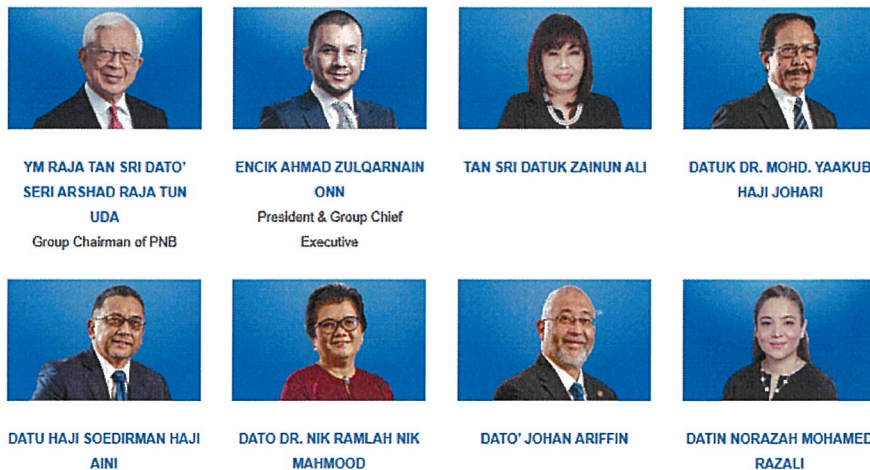 YM RAJA TAN SRI DATO'
SERI ARSHAD RAJA TUN
UDA
Group Chairman of PNB
ENCIK AHMAD ZULQARNAIN
ONN
President & Group Chief
Executive
TAN SRI DATUK ZAINUN ALI
DATUK DR. MOHD. YAAKUB
HAJI JOHARI
DATU HAJI SOEDIRMAN HAJI
AINI
DATO DR. NIK RAMLAH NIK
MAHMOOD
DATO' JOHAN ARIFFIN
DATIN NORAZAH MOHAMED
RAZALI